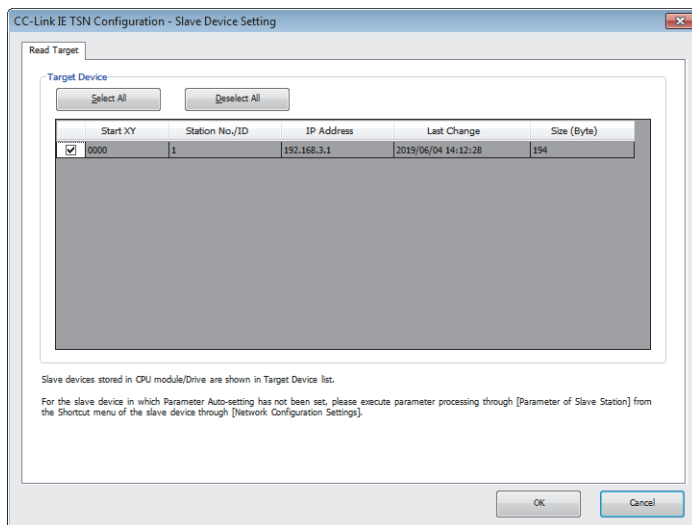 CC-Link IE TSN Configuration - Slave Device Setting
Read Target
Target Device
Select All Deselect All
Start XY Station No./ID IP Address Last Change Size (Byte)
0000 1 192.168.3.1 2019/06/04 14:12:28 194
Slave devices stored in CPU module/Drive are shown in Target Device list.
For the slave device in which Parameter Auto-setting has not been set, please execute parameter processing through [Parameter of Slave Station] from
the Shortcut menu of the slave device through [Network Configuration Settings].
OK Cancel